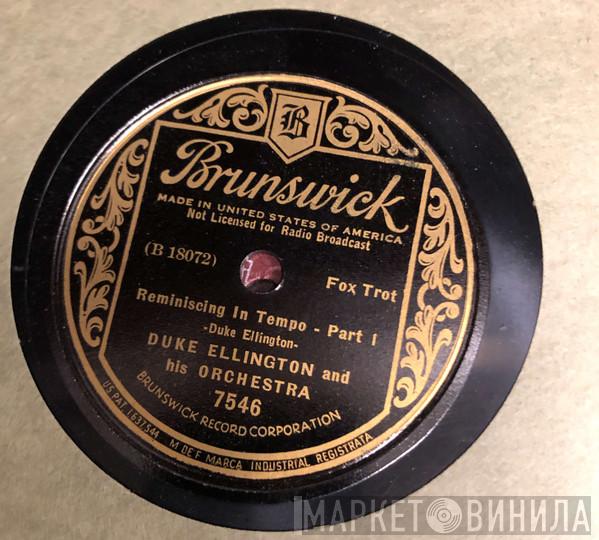 B
Brunswick
MADE IN UNITED STATES OF AMERICA
Not Licensed for Radio Broadcast
(B 18072)
Fox Trot
Reminiscing In Tempo - Part 1
-Duke Ellington-
DUKE ELLINGTON and
his ORCHESTRA
7546
BRUNSWICK RECORD CORPORATION
US PAT 1637544 M DE F MARCA INDUSTRIAL REGISTRATA
МАРКЕТ ВИНИЛА